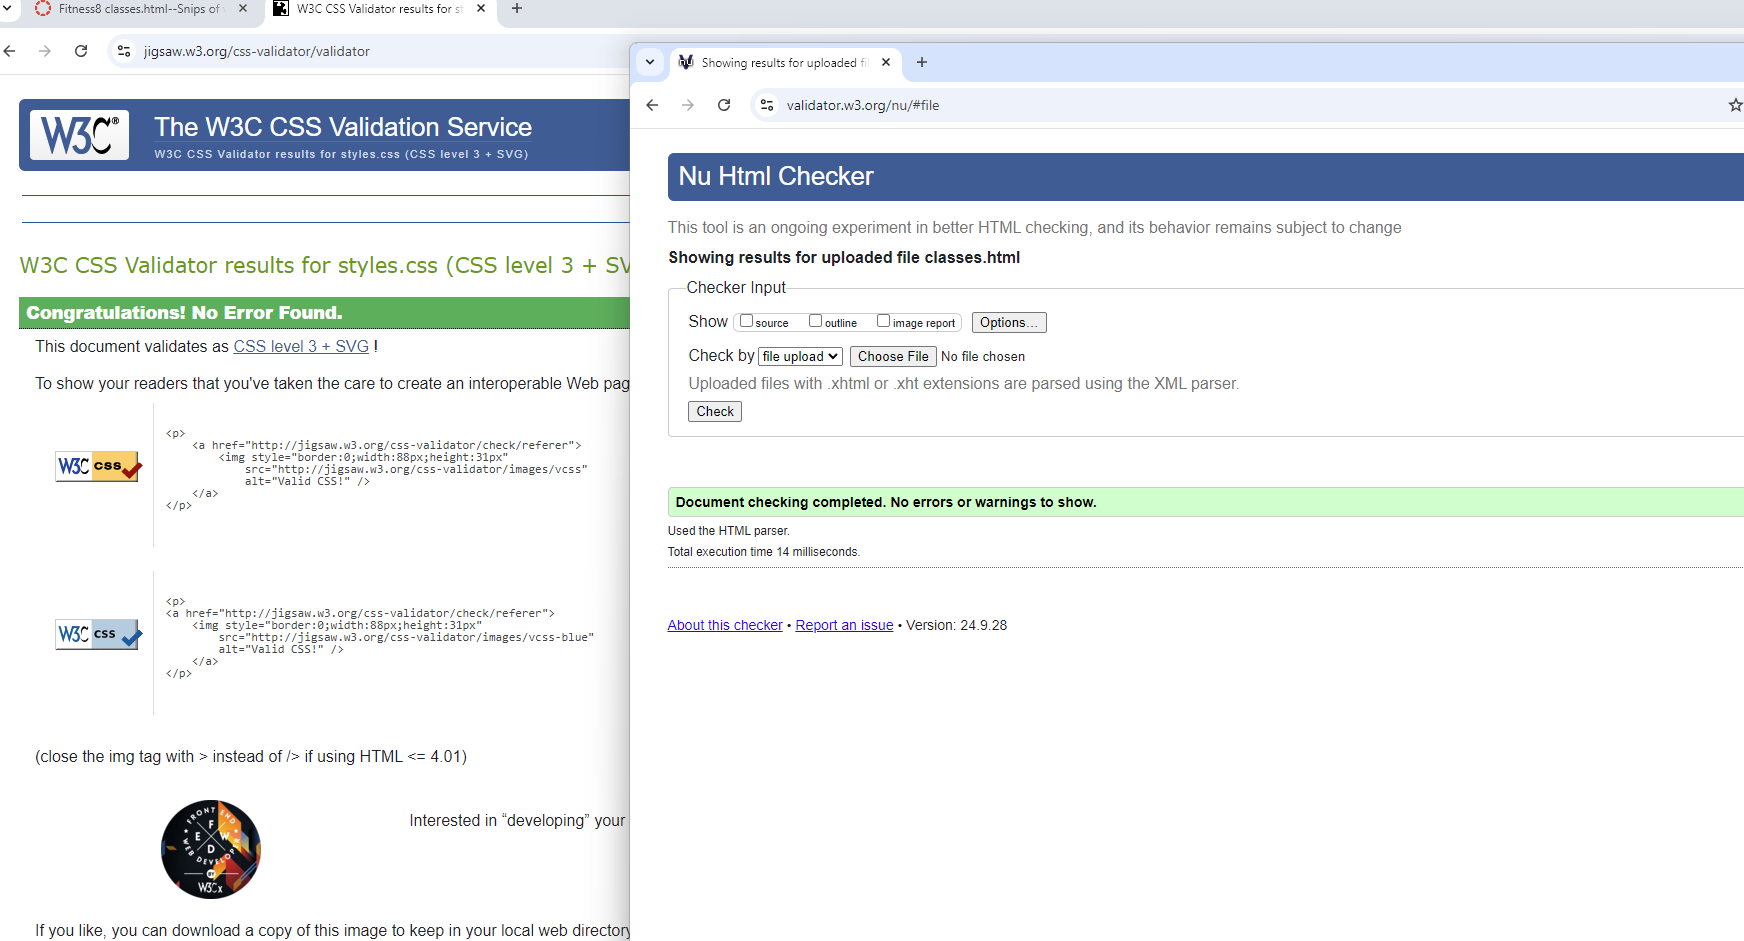 Fitness8 classes.html--Snips of
W3C CSS Validator results for st
jigsaw.w3.org/css-validator/validator
W3C®
The W3C CSS Validation Service
W3C CSS Validator results for styles.css (CSS level 3 + SVG)
W3C CSS Validator results for styles.css (CSS level 3 + SV
Congratulations! No Error Found.
This document validates as CSS level 3 + SVG !
To show your readers that you've taken the care to create an interoperable Web pag
W3C css
<p>
<a href="http://jigsaw.w3.org/css-validator/check/referer">
<img style="border:0;width:88px;height:31px"
src="http://jigsaw.w3.org/css-validator/images/vcss"
alt="Valid CSS!" />
</a>
</p>
W3C css
<p>
<a href="http://jigsaw.w3.org/css-validator/check/referer">
<img style="border:0;width:88px;height:31px"
src="http://jigsaw.w3.org/css-validator/images/vcss-blue"
alt="Valid CSS!" />
</a>
</p>
(close the img tag with > instead of /> if using HTML <= 4.01)
FRONT END
F
E W
D
WEB DEVELOPER
BY
W3Cx
Interested in “developing” your
If you like, you can download a copy of this image to keep in your local web directory
nu
Showing results for uploaded fi
validator.w3.org/nu/#file
Nu Html Checker
This tool is an ongoing experiment in better HTML checking, and its behavior remains subject to change
Showing results for uploaded file classes.html
Checker Input
Show source outline image report Options...
Check by file upload Choose File No file chosen
Uploaded files with .xhtml or .xht extensions are parsed using the XML parser.
Check
Document checking completed. No errors or warnings to show.
Used the HTML parser.
Total execution time 14 milliseconds.
About this checker • Report an issue • Version: 24.9.28